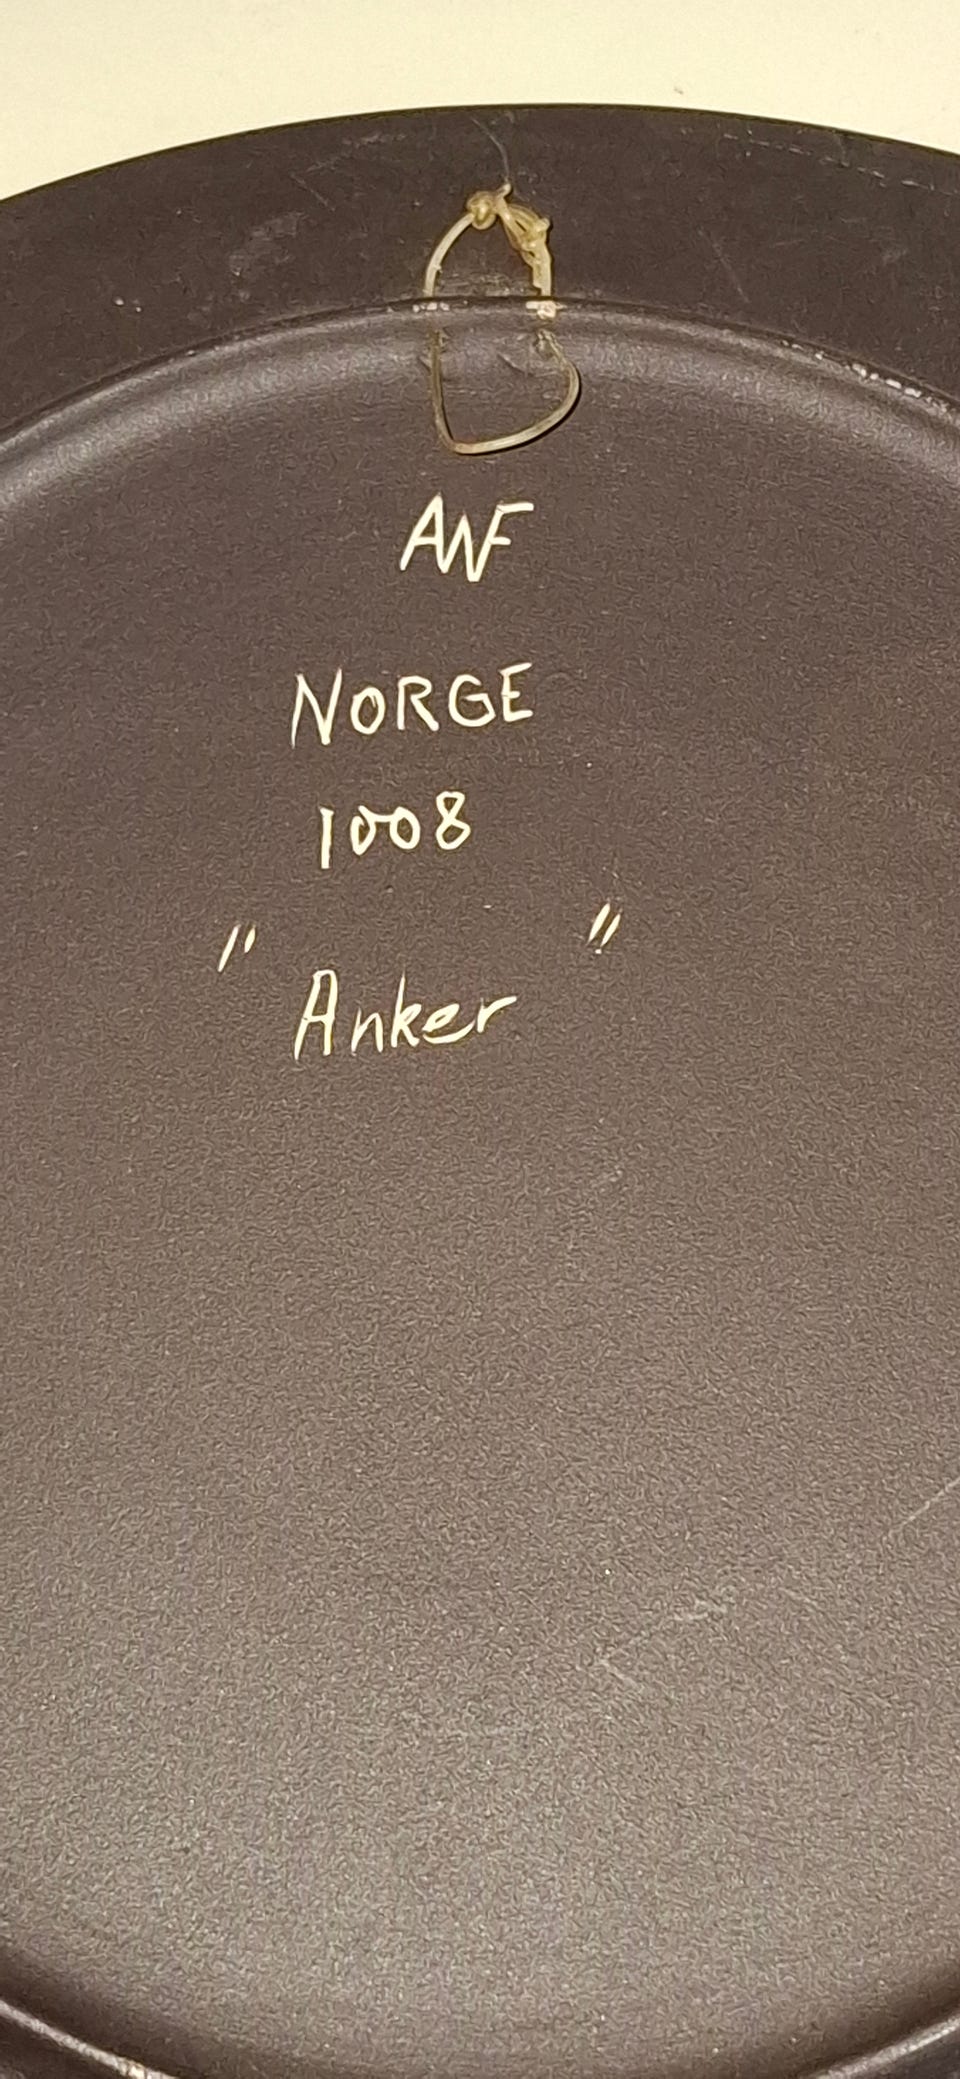 ANF
NORGE
1008
"Anker"